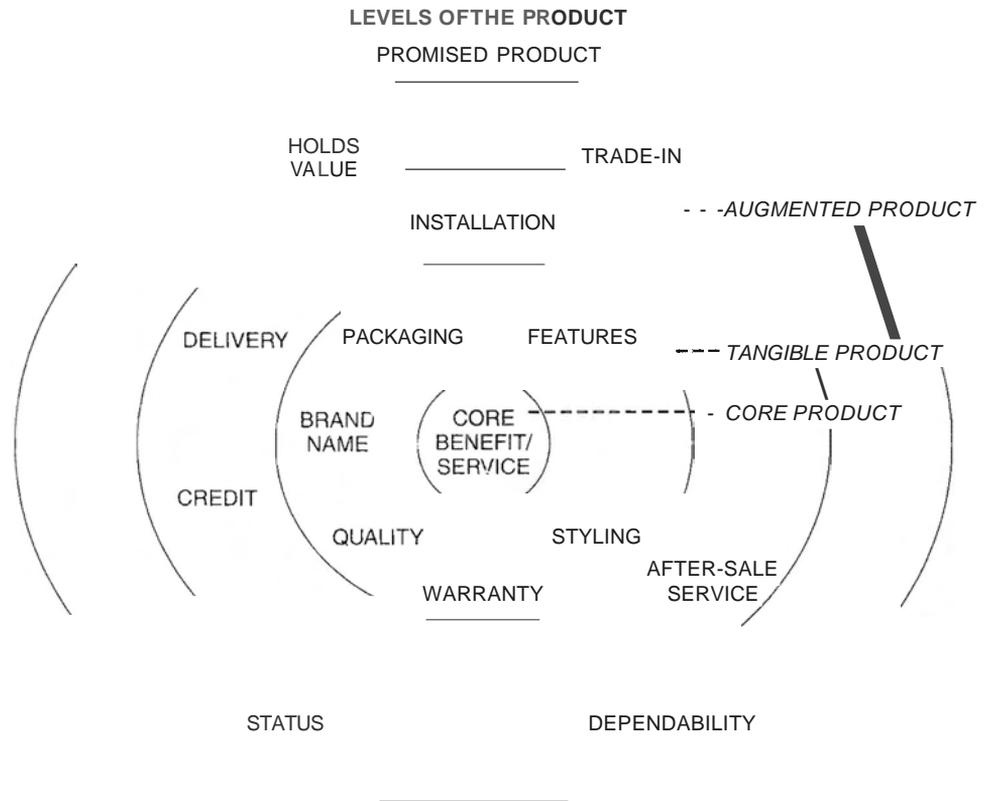 LEVELS OFTHE PRODUCT
PROMISED PRODUCT
HOLDS
VALUE
TRADE-IN
INSTALLATION
- - -AUGMENTED PRODUCT
DELIVERY
PACKAGING
FEATURES
TANGIBLE PRODUCT
BRAND
NAME
CORE
BENEFIT/
SERVICE
- CORE PRODUCT
CREDIT
QUALITY
STYLING
AFTER-SALE
SERVICE
WARRANTY
STATUS
DEPENDABILITY